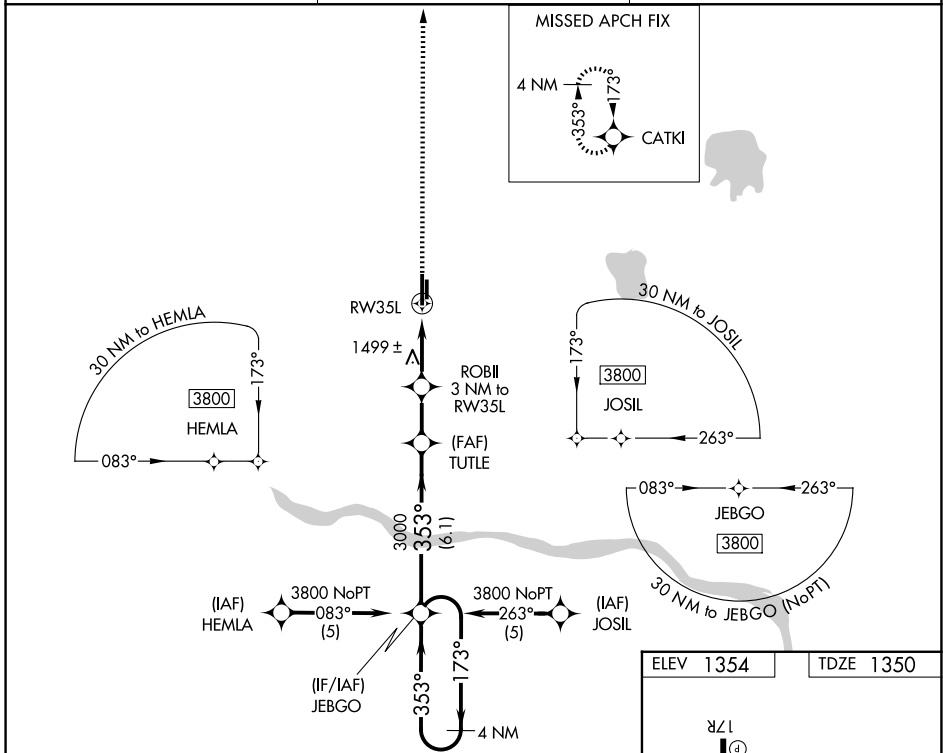 MISSED APCH FIX
4 NM
353°
173°
CATKI
RW35L
1499 ±
ROBII
3 NM to
RW35L
(FAF)
TUTLE
30 NM to HEMLA
173°
3800
HEMLA
083°
30 NM to JOSIL
173°
3800
JOSIL
263°
083°
263°
JEBGO
3800
30 NM to JEBGO (NoPT)
3000
353°
(6.1)
(IAF)
HEMLA
3800 NoPT
083°
(5)
3800 NoPT
263°
(5)
(IAF)
JOSIL
(IF/IAF)
JEBGO
353°
173°
4 NM
ELEV 1354
TDZE 1350
17R
P